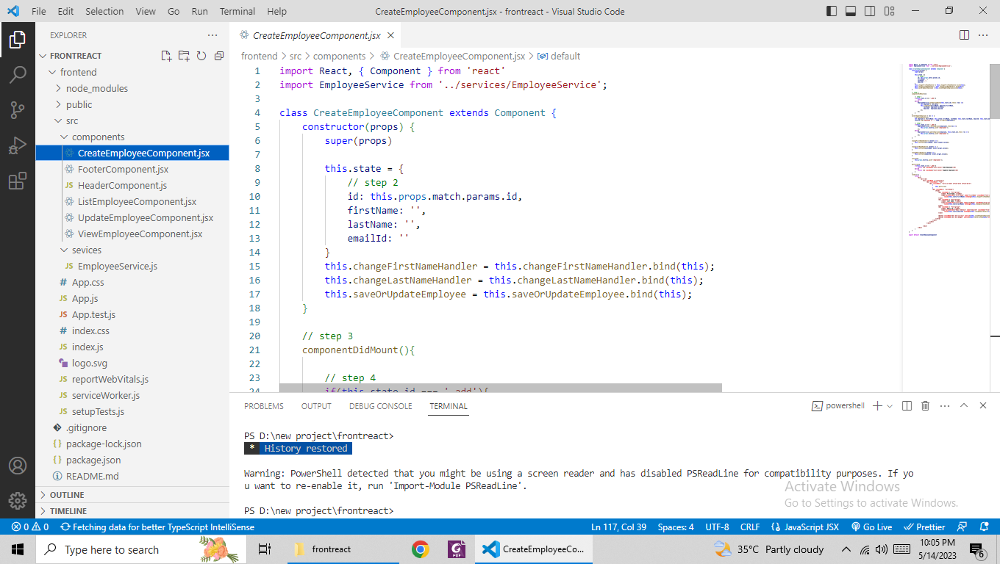 File Edit Selection View Go Run Terminal Help
CreateEmployeeComponent.jsx - frontreact - Visual Studio Code
EXPLORER
FRONTREACT
frontend
node_modules
public
src
components
CreateEmployeeComponent.jsx
FooterComponent.jsx
JS HeaderComponent.js
ListEmployeeComponent.jsx
UpdateEmployeeComponent.jsx
ViewEmployeeComponent.jsx
sevices
JS EmployeeService.js
# App.css
JS App.js
JS App.test.js
# index.css
JS index.js
logo.svg
JS reportWebVitals.js
JS serviceWorker.js
JS setupTests.js
.gitignore
{} package-lock.json
{} package.json
README.md
OUTLINE
TIMELINE
CreateEmployeeComponent.jsx
frontend > src > components > CreateEmployeeComponent.jsx > default
1 import React, { Component } from 'react'
2 import EmployeeService from '../services/EmployeeService';
3
4 class CreateEmployeeComponent extends Component {
5 constructor(props) {
6 super(props)
7
8 this.state = {
9 // step 2
10 id: this.props.match.params.id,
11 firstName: '',
12 lastName: '',
13 emailId: ''
14 }
15 this.changeFirstNameHandler = this.changeFirstNameHandler.bind(this);
16 this.changeLastNameHandler = this.changeLastNameHandler.bind(this);
17 this.saveOrUpdateEmployee = this.saveOrUpdateEmployee.bind(this);
18 }
19
20 // step 3
21 componentDidMount(){
22
23 // step 4
24 if(this.state.id === '_add'){
PROBLEMS OUTPUT DEBUG CONSOLE TERMINAL
powershell
PS D:\new project\frontreact>
* History restored
Warning: PowerShell detected that you might be using a screen reader and has disabled PSReadLine for compatibility purposes. If yo
u want to re-enable it, run 'Import-Module PSReadLine'.
PS D:\new project\frontreact>
Activate Windows
Go to Settings to activate Windows.
0 0 Fetching data for better TypeScript IntelliSense
Ln 117, Col 39 Spaces: 4 UTF-8 CRLF {} JavaScript JSX Go Live Prettier
Type here to search
frontreact
PDF
CreateEmployeeCo...
35°C Partly cloudy
10:05 PM
5/14/2023
6